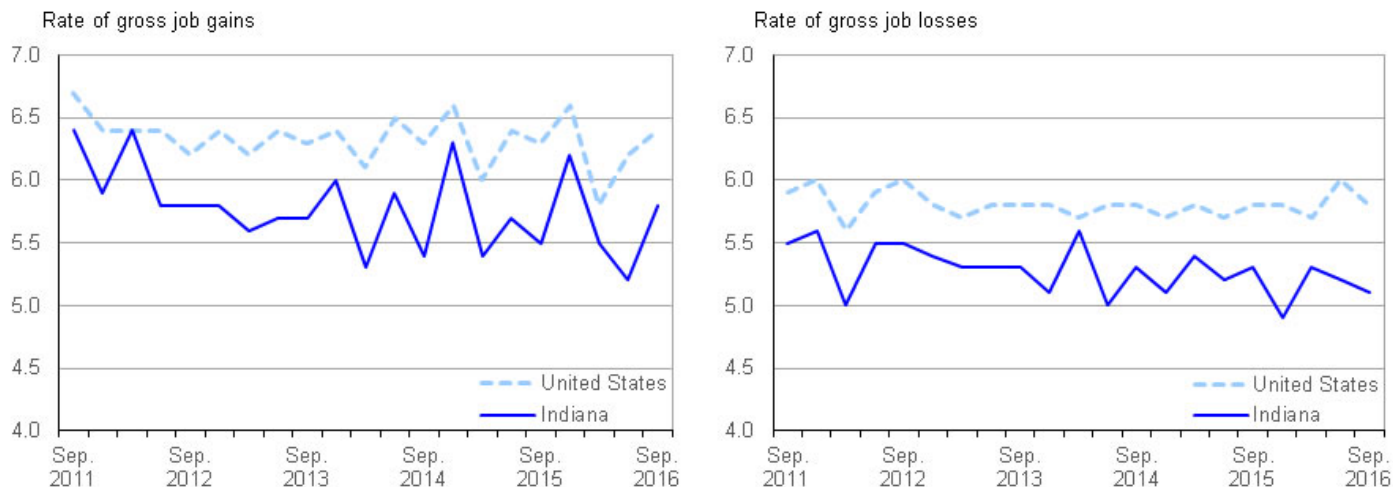 Rate of gross job gains
7.0
6.5
6.0
5.5
5.0
4.5
4.0
United States
Indiana
Sep. Sep. Sep. Sep. Sep. Sep.
2011 2012 2013 2014 2015 2016
Rate of gross job losses
7.0
6.5
6.0
5.5
5.0
4.5
4.0
United States
Indiana
Sep. Sep. Sep. Sep. Sep. Sep.
2011 2012 2013 2014 2015 2016